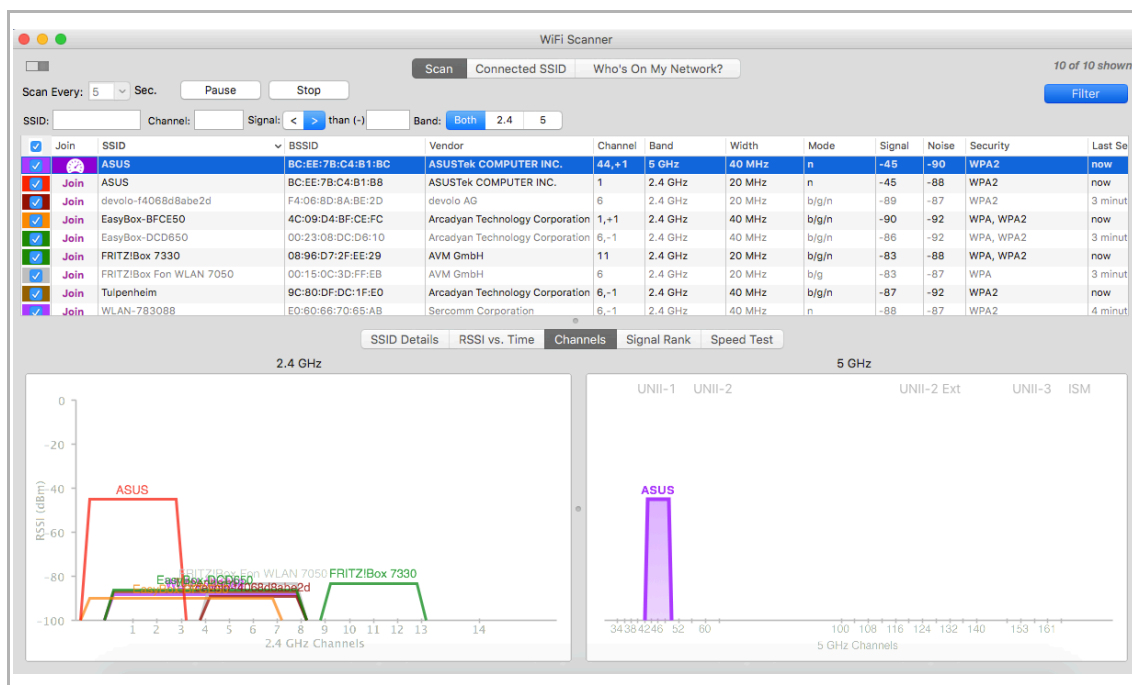 WiFi Scanner
Scan Connected SSID Who's On My Network? 10 of 10 shown
Scan Every: 5 Sec. Pause Stop Filter
SSID: Channel: Signal: < > than (-) Band: Both 2.4 5
Join SSID BSSID Vendor Channel Band Width Mode Signal Noise Security Last Se
ASUS BC:EE:7B:C4:B1:BC ASUSTek COMPUTER INC. 44,+1 5 GHz 40 MHz n -45 -90 WPA2 now
Join ASUS BC:EE:7B:C4:B1:B8 ASUSTek COMPUTER INC. 1 2.4 GHz 20 MHz n -45 -88 WPA2 now
Join devolo-f4068d8abe2d F4:06:8D:8A:BE:2D devolo AG 6 2.4 GHz 20 MHz b/g/n -89 -87 WPA2 3 minut
Join EasyBox-BFCE50 4C:09:D4:BF:CE:FC Arcadyan Technology Corporation 1,+1 2.4 GHz 40 MHz b/g/n -90 -92 WPA, WPA2 now
Join EasyBox-DCD650 00:23:08:DC:D6:10 Arcadyan Technology Corporation 6,-1 2.4 GHz 40 MHz b/g/n -86 -92 WPA, WPA2 3 minut
Join FRITZ!Box 7330 08:96:D7:2F:EE:29 AVM GmbH 11 2.4 GHz 20 MHz b/g/n -83 -88 WPA, WPA2 now
Join FRITZ!Box Fon WLAN 7050 00:15:0C:3D:FF:EB AVM GmbH 6 2.4 GHz 20 MHz b/g -83 -87 WPA 3 minut
Join Tulpenheim 9C:80:DF:DC:1F:E0 Arcadyan Technology Corporation 6,-1 2.4 GHz 40 MHz b/g/n -87 -92 WPA2 now
Join WLAN-783088 E0:60:66:70:65:AB Sercomm Corporation 6,-1 2.4 GHz 40 MHz n -88 -87 WPA2 4 minut
SSID Details RSSI vs. Time Channels Signal Rank Speed Test
2.4 GHz
0
-20
-40
-60
-80
-100
RSSI (dBm)
ASUS
FRITZ!Box Fon WLAN 7050 FRITZ!Box 7330
EasyBox-DCD650
devolo-f4068d8abe2d
1 2 3 4 5 6 7 8 9 10 11 12 13 14
2.4 GHz Channels
5 GHz
UNII-1 UNII-2 UNII-2 Ext UNII-3 ISM
ASUS
34 38 42 46 52 60 100 108 116 124 132 140 153 161
5 GHz Channels